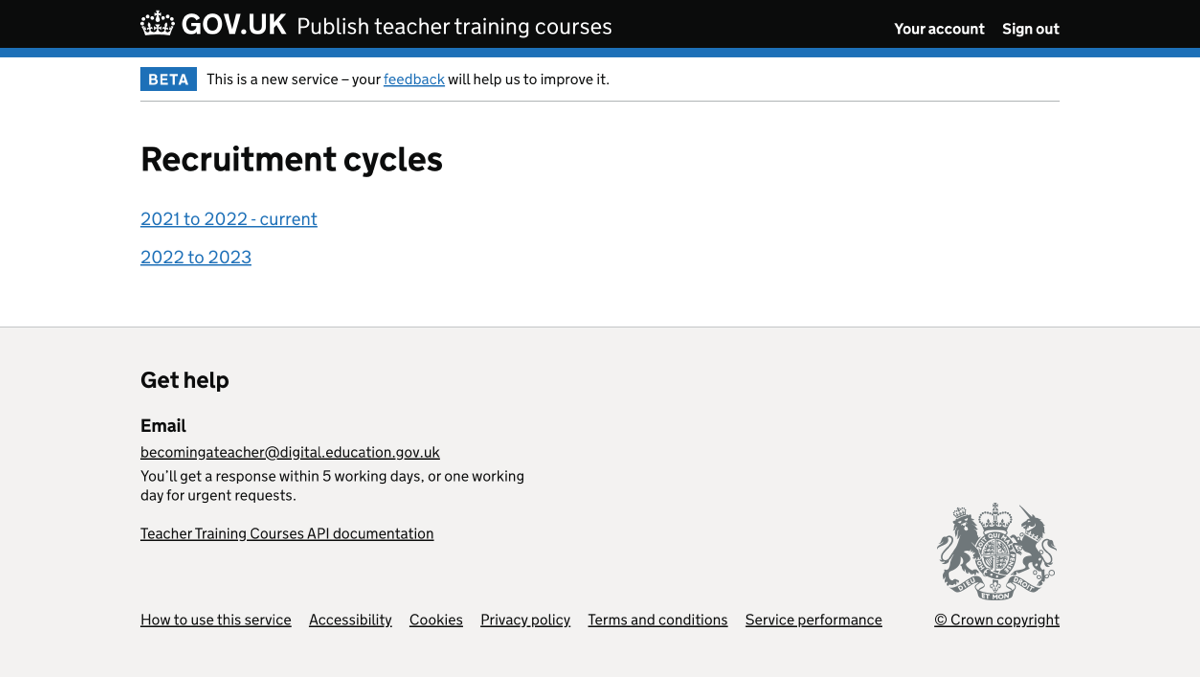 GOV.UK Publish teacher training courses
Your account Sign out
BETA This is a new service – your feedback will help us to improve it.
Recruitment cycles
2021 to 2022 - current
2022 to 2023
Get help
Email
becomingateacher@digital.education.gov.uk
You’ll get a response within 5 working days, or one working
day for urgent requests.
Teacher Training Courses API documentation
DIEU ET MON DROIT
How to use this service Accessibility Cookies Privacy policy Terms and conditions Service performance © Crown copyright